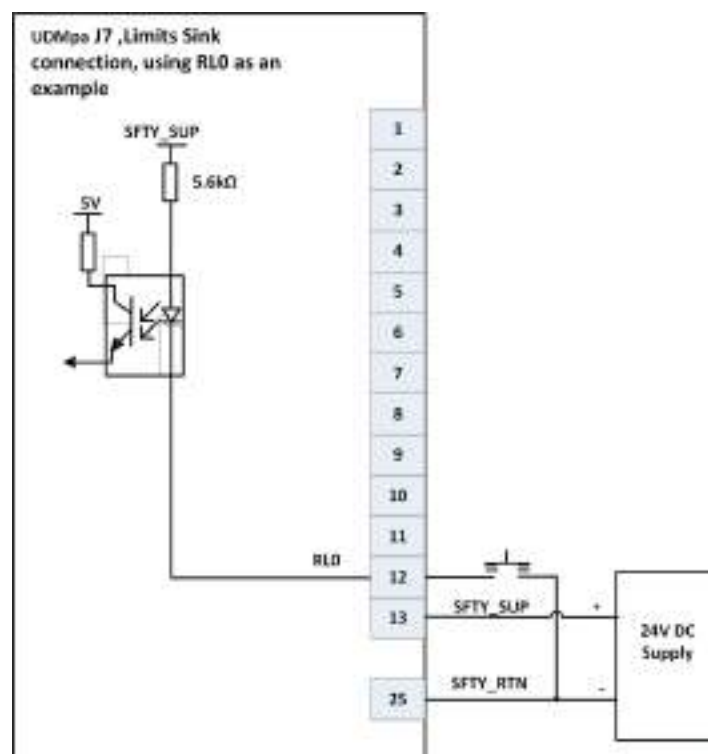 UDMpa J7 ,Limits Sink
connection, using RL0 as an
example
SFTY_SUP
5.6kΩ
5V
1
2
3
4
5
6
7
8
9
10
11
RL0
12
13
SFTY_SUP
+
24V DC
Supply
25
SFTY_RTN
-